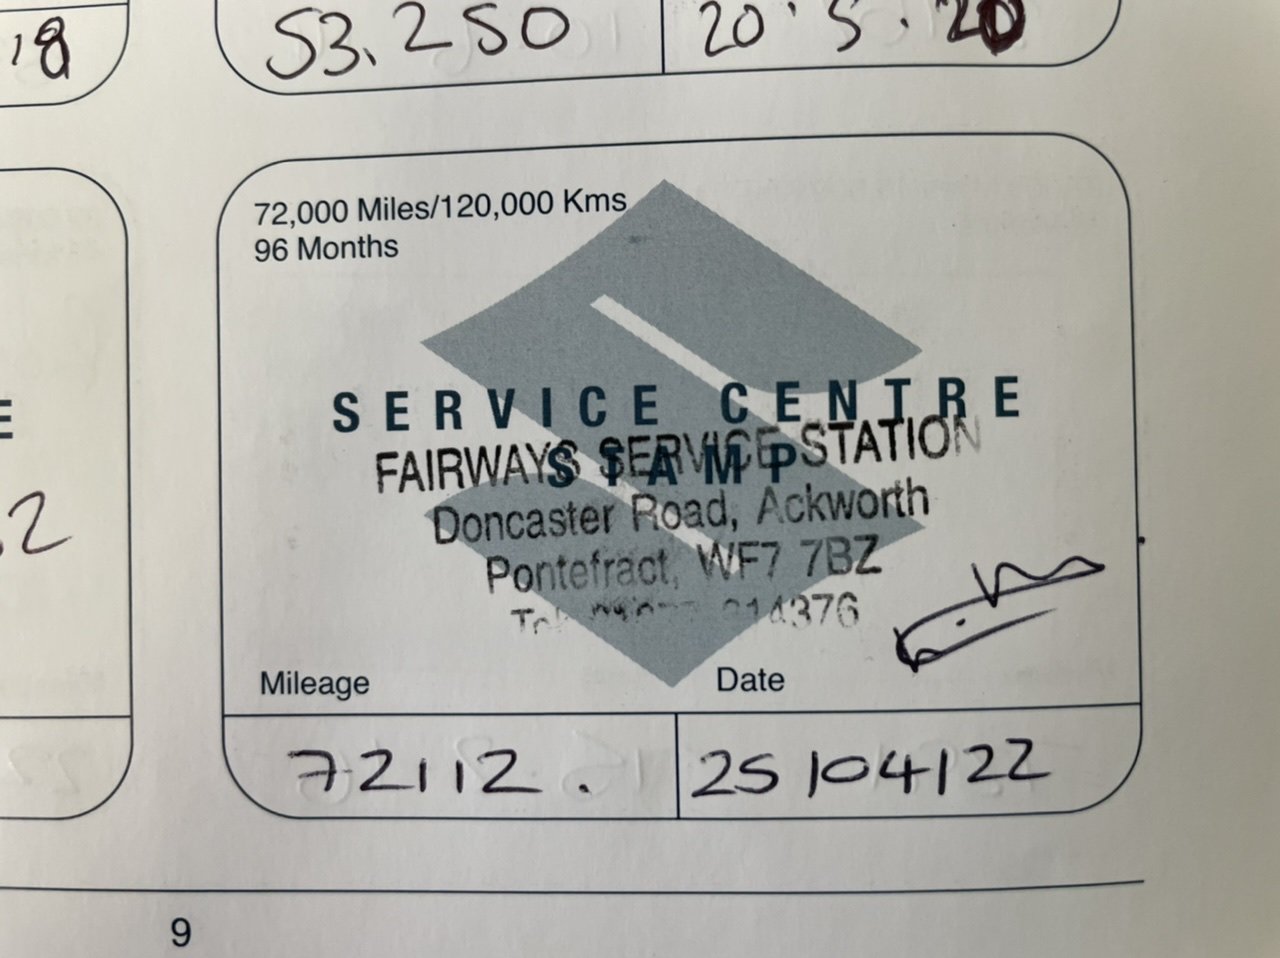 .18
53.250
20.5.20
72,000 Miles/120,000 Kms
96 Months
E
SERVICE CENTRE
STAMP
FAIRWAYS SERVICE STATION
Doncaster Road, Ackworth
Pontefract, WF7 7BZ
.2
Mileage
Date
72112.
25/04/22
9